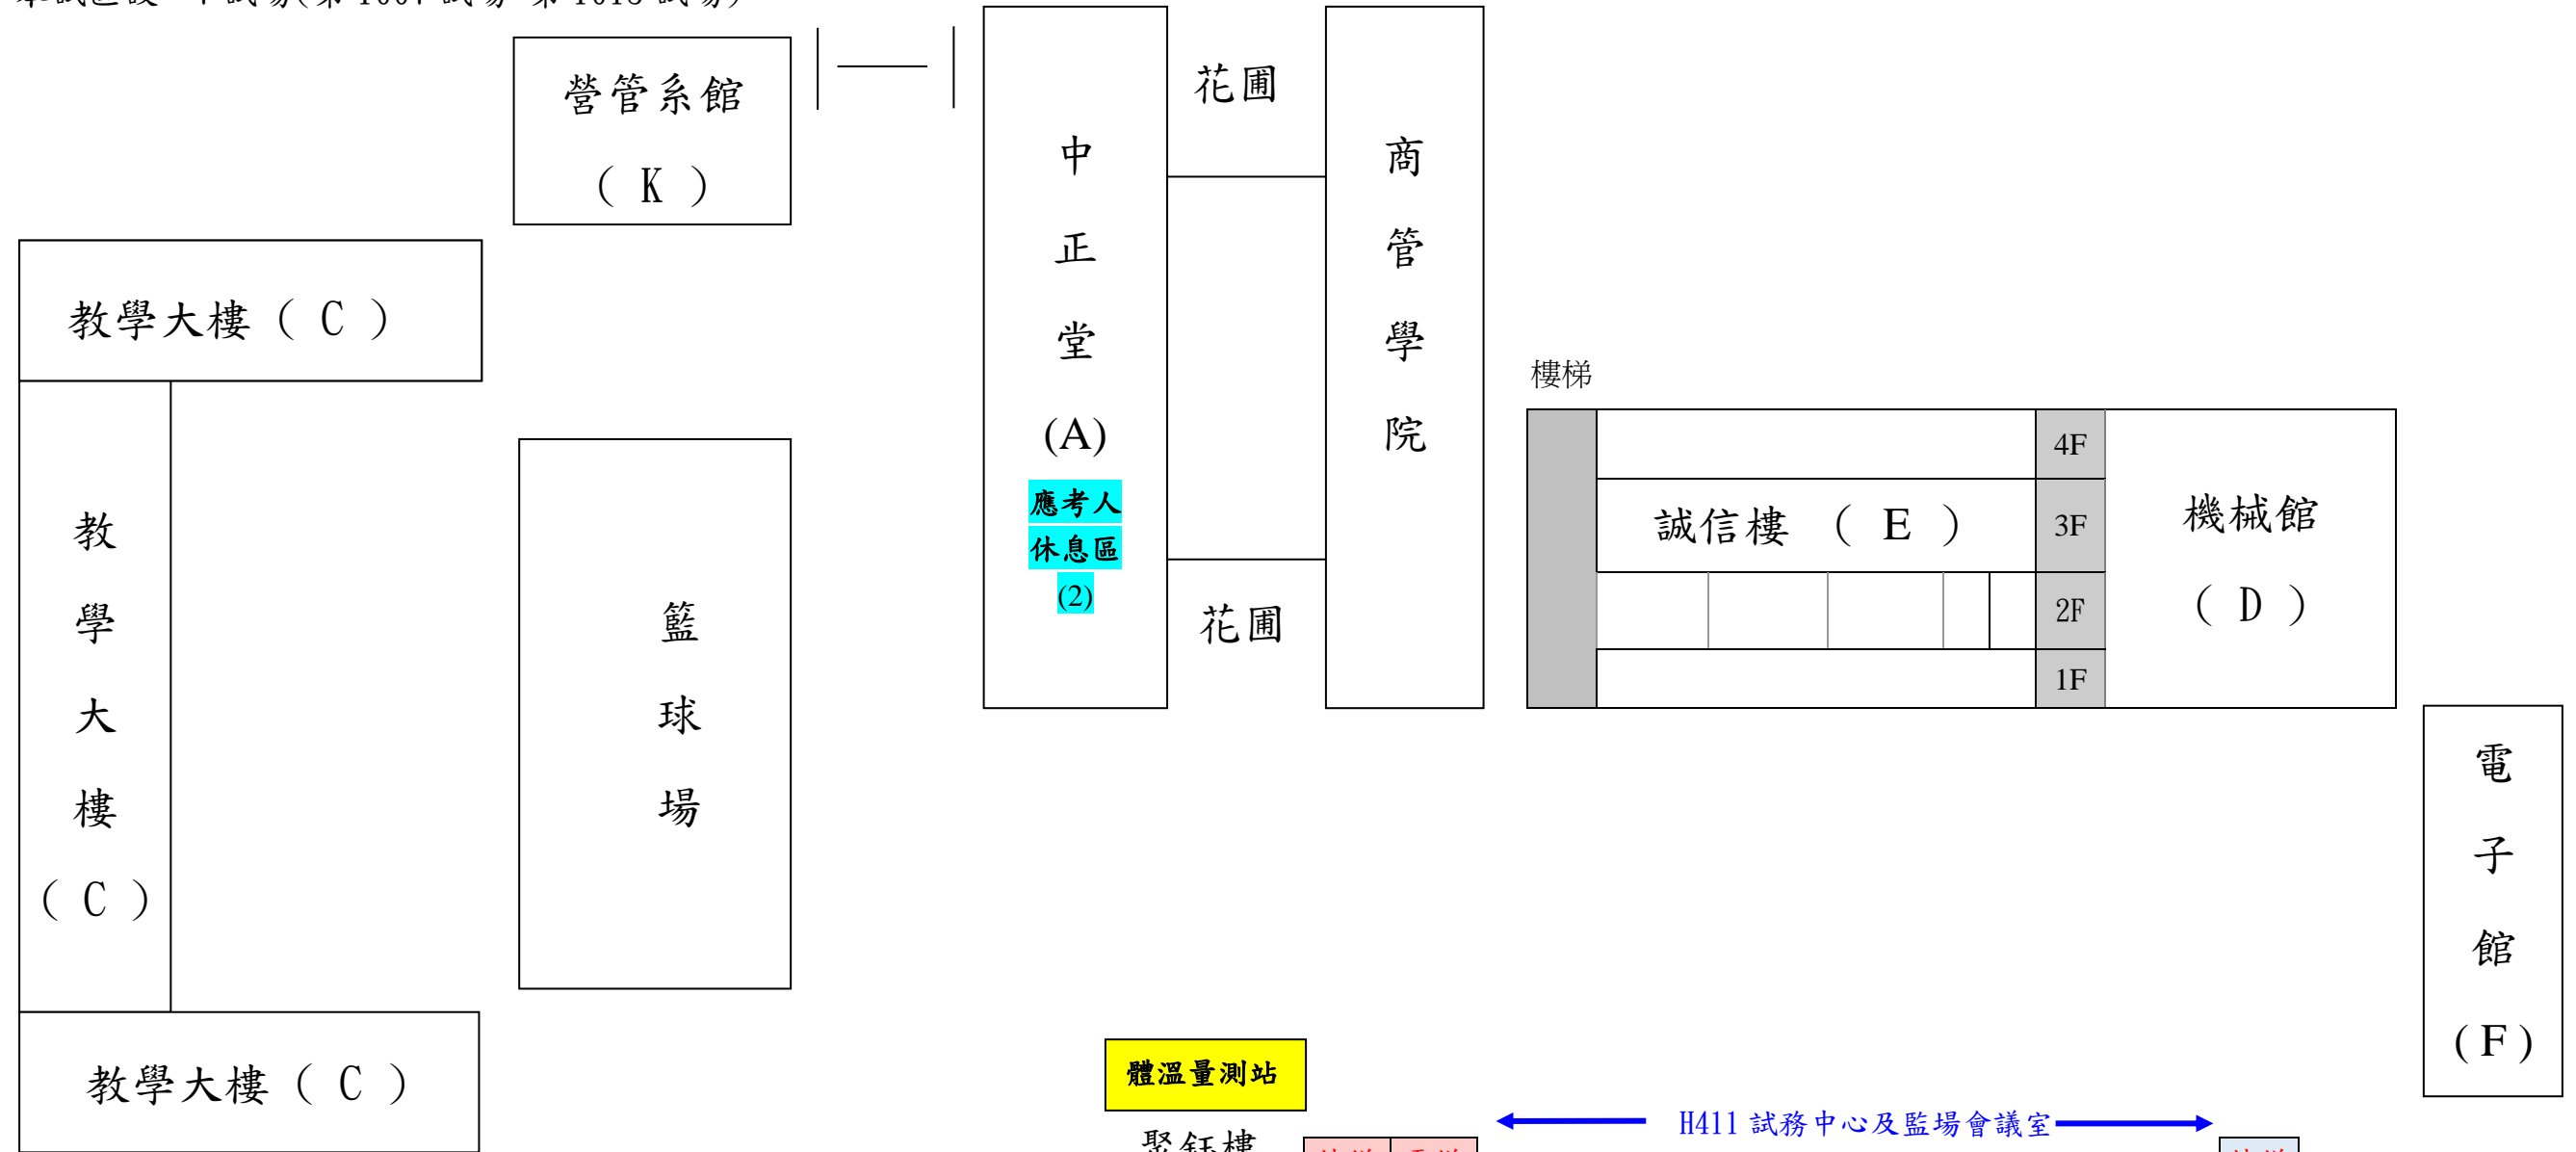 營管系館
( K )
花圃
中正堂
(A)
應考人
休息區
(2)
商管學院
花圃
教學大樓 ( C )
樓梯
4F
誠信樓 ( E )
3F
2F
1F
機械館
( D )
教學大樓
( C )
籃球場
電子館
( F )
體溫量測站
教學大樓 ( C )
H411 試務中心及監場會議室
聚鈺樓